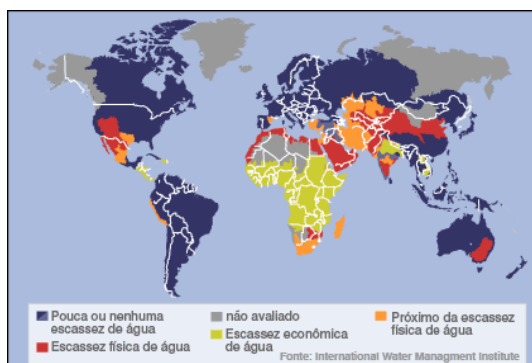 Pouca ou nenhuma
escassez de água
Escassez física de água
não avaliado
Escassez econômica
de água
Próximo da escassez
física de água
Fonte: International Water Managment Institute